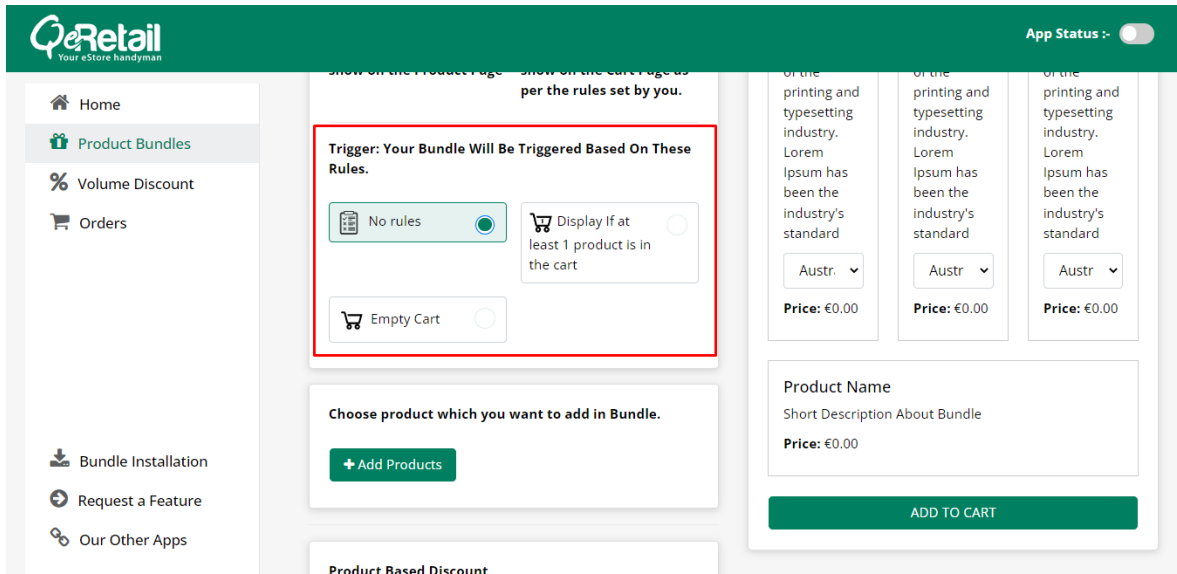 QeRetail
Your eStore handyman
App Status :-
Home
Product Bundles
Volume Discount
Orders
Bundle Installation
Request a Feature
Our Other Apps
show on the Product Page
show on the Cart Page as
per the rules set by you.
Trigger: Your Bundle Will Be Triggered Based On These
Rules.
No rules
Display If at
least 1 product is in
the cart
Empty Cart
Choose product which you want to add in Bundle.
+ Add Products
Product Based Discount
of the
printing and
typesetting
industry.
Lorem
Ipsum has
been the
industry's
standard
Austr
Price: €0.00
of the
printing and
typesetting
industry.
Lorem
Ipsum has
been the
industry's
standard
Austr
Price: €0.00
of the
printing and
typesetting
industry.
Lorem
Ipsum has
been the
industry's
standard
Austr
Price: €0.00
Product Name
Short Description About Bundle
Price: €0.00
ADD TO CART